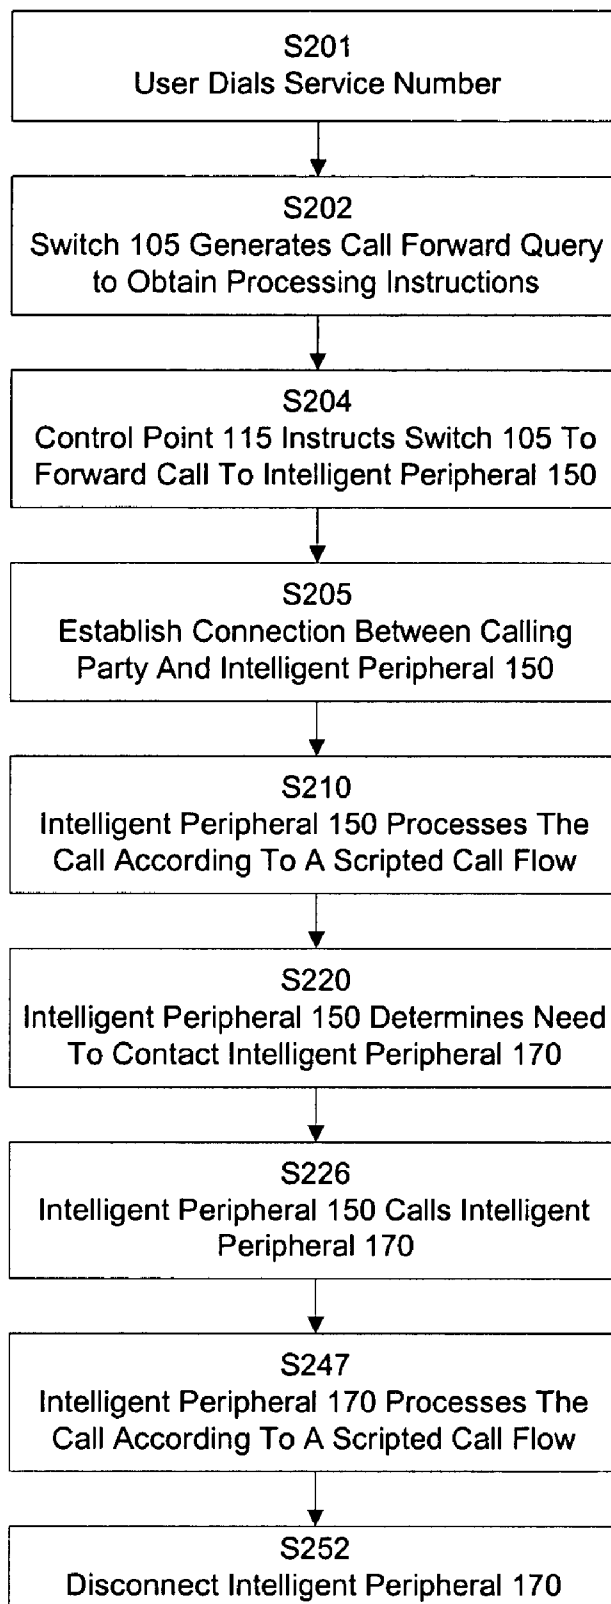 S201
User Dials Service Number
S202
Switch 105 Generates Call Forward Query
to Obtain Processing Instructions
S204
Control Point 115 Instructs Switch 105 To
Forward Call To Intelligent Peripheral 150
S205
Establish Connection Between Calling
Party And Intelligent Peripheral 150
S210
Intelligent Peripheral 150 Processes The
Call According To A Scripted Call Flow
S220
Intelligent Peripheral 150 Determines Need
To Contact Intelligent Peripheral 170
S226
Intelligent Peripheral 150 Calls Intelligent
Peripheral 170
S247
Intelligent Peripheral 170 Processes The
Call According To A Scripted Call Flow
S252
Disconnect Intelligent Peripheral 170